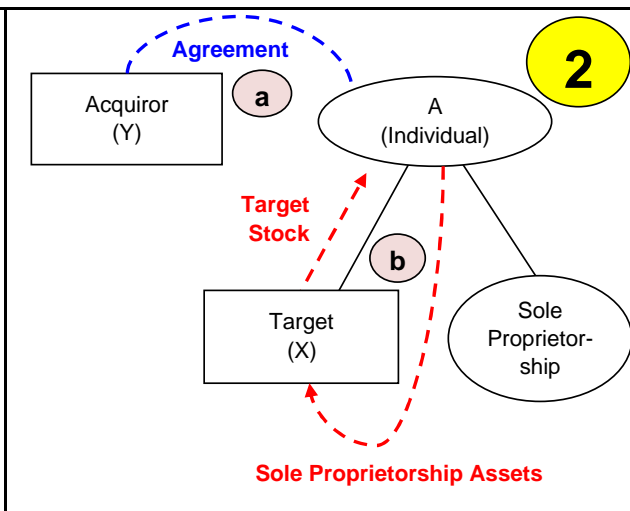 Agreement
2
Acquiror
(Y)
a
A
(Individual)
Target
Stock
b
Target
(X)
Sole
Proprietor-
ship
Sole Proprietorship Assets